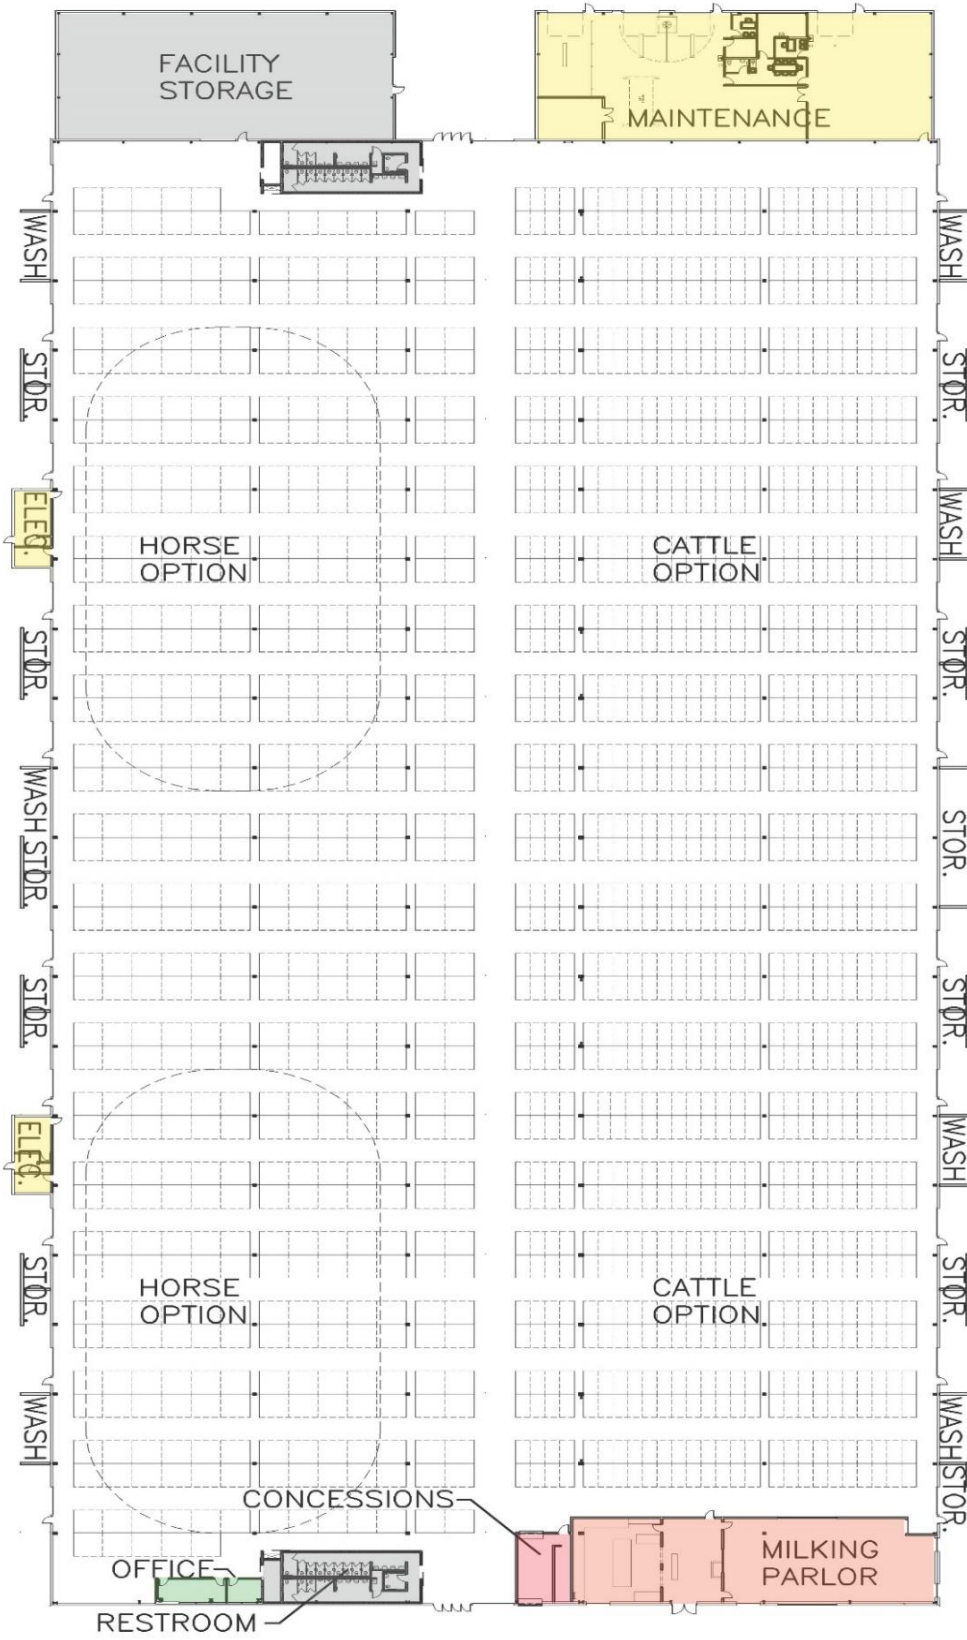 FACILITY
STORAGE
MAINTENANCE
WASH
WASH
STOR.
STOR.
ELEC.
HORSE
OPTION
CATTLE
OPTION
WASH
STOR.
STOR.
WASH STOR.
STOR.
STOR.
STOR.
ELEC.
WASH
STOR.
HORSE
OPTION
CATTLE
OPTION
STOR.
WASH
WASH STOR.
CONCESSIONS
OFFICE
MILKING
PARLOR
RESTROOM